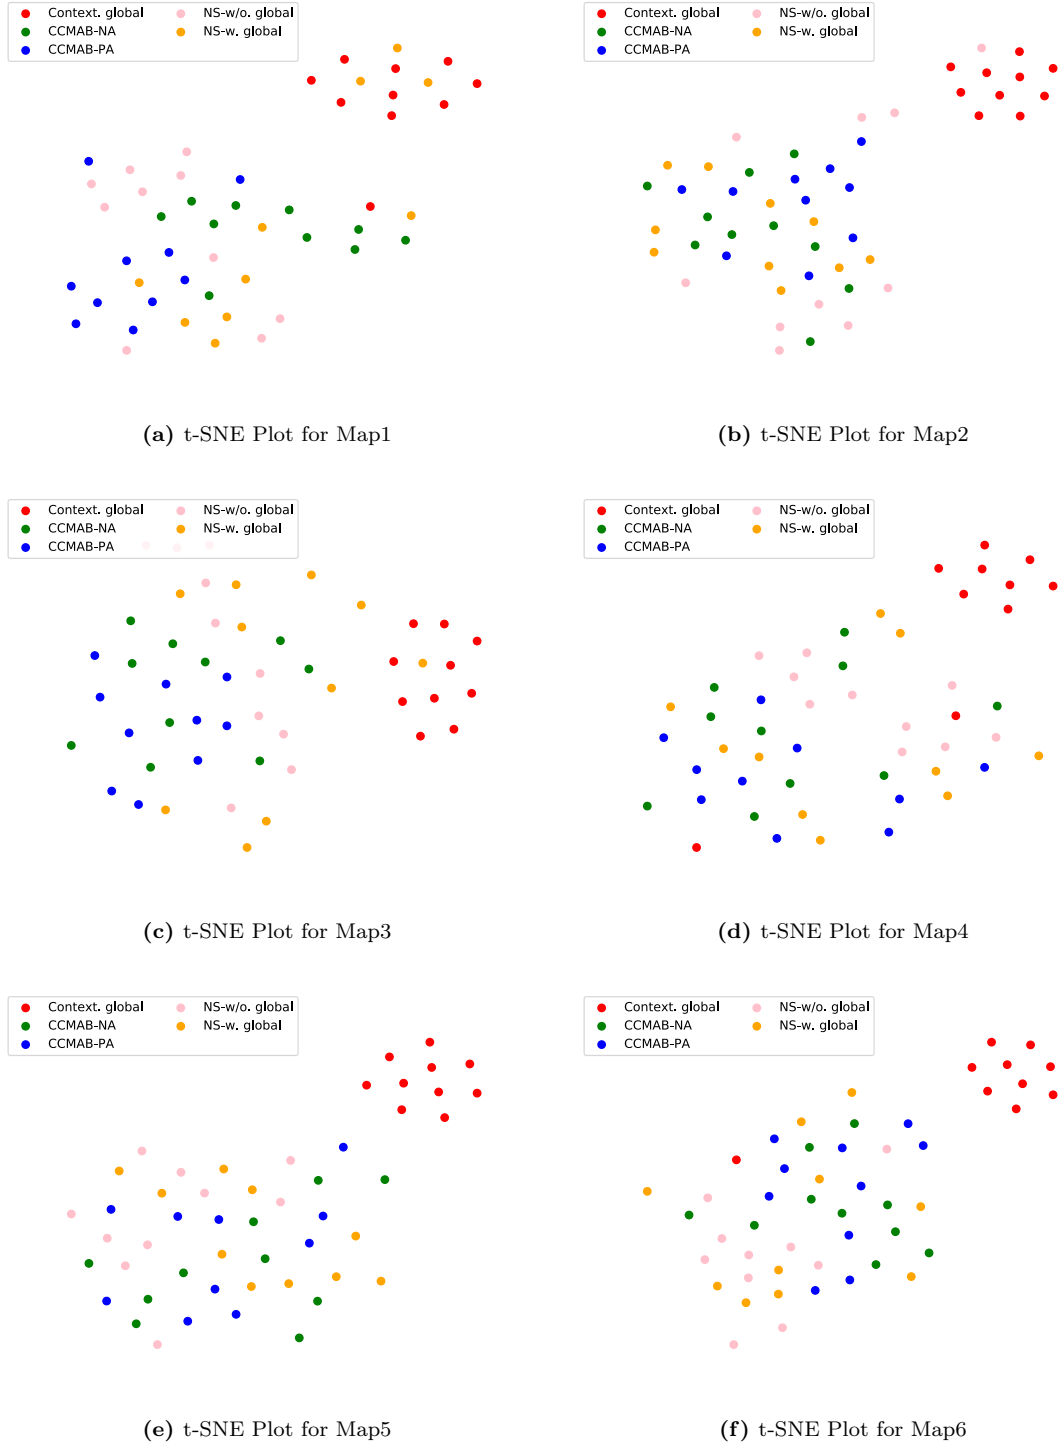 Context. global
CCMAB-NA
CCMAB-PA
NS-w/o. global
NS-w. global
Context. global
CCMAB-NA
CCMAB-PA
NS-w/o. global
NS-w. global
(a) t-SNE Plot for Map1
(b) t-SNE Plot for Map2
Context. global
CCMAB-NA
CCMAB-PA
NS-w/o. global
NS-w. global
Context. global
CCMAB-NA
CCMAB-PA
NS-w/o. global
NS-w. global
(c) t-SNE Plot for Map3
(d) t-SNE Plot for Map4
Context. global
CCMAB-NA
CCMAB-PA
NS-w/o. global
NS-w. global
Context. global
CCMAB-NA
CCMAB-PA
NS-w/o. global
NS-w. global
(e) t-SNE Plot for Map5
(f) t-SNE Plot for Map6